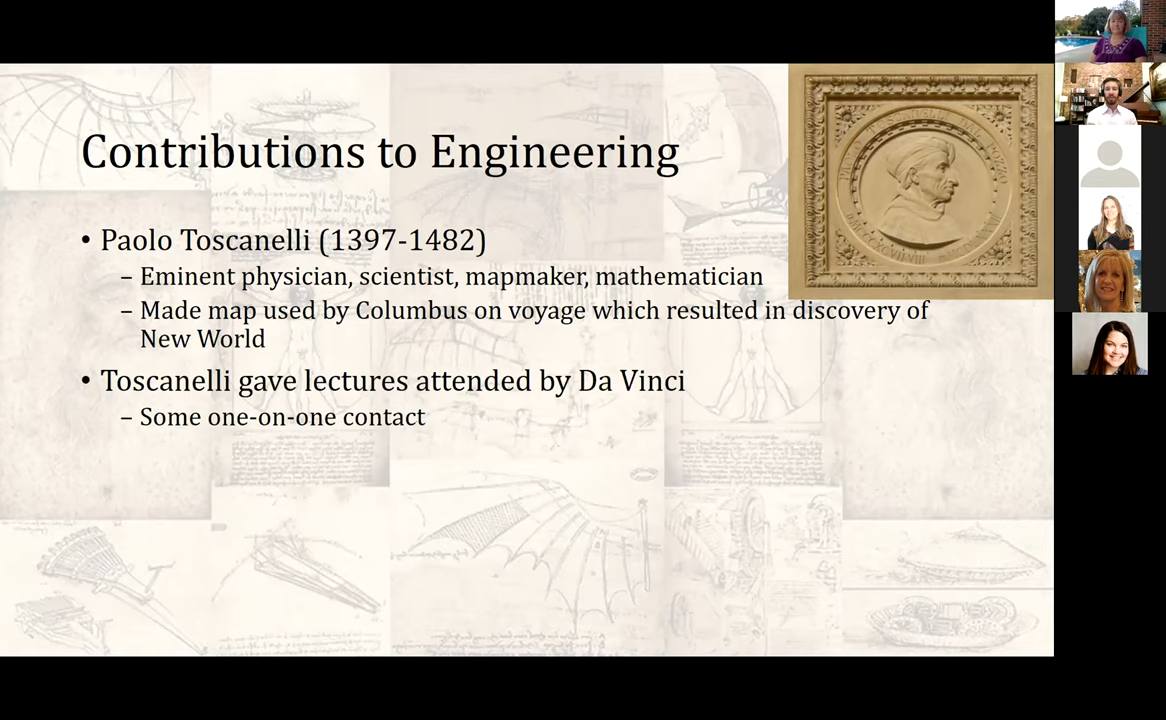 Contributions to Engineering
• Paolo Toscanelli (1397-1482)
– Eminent physician, scientist, mapmaker, mathematician
– Made map used by Columbus on voyage which resulted in discovery of
New World
• Toscanelli gave lectures attended by Da Vinci
– Some one-on-one contact